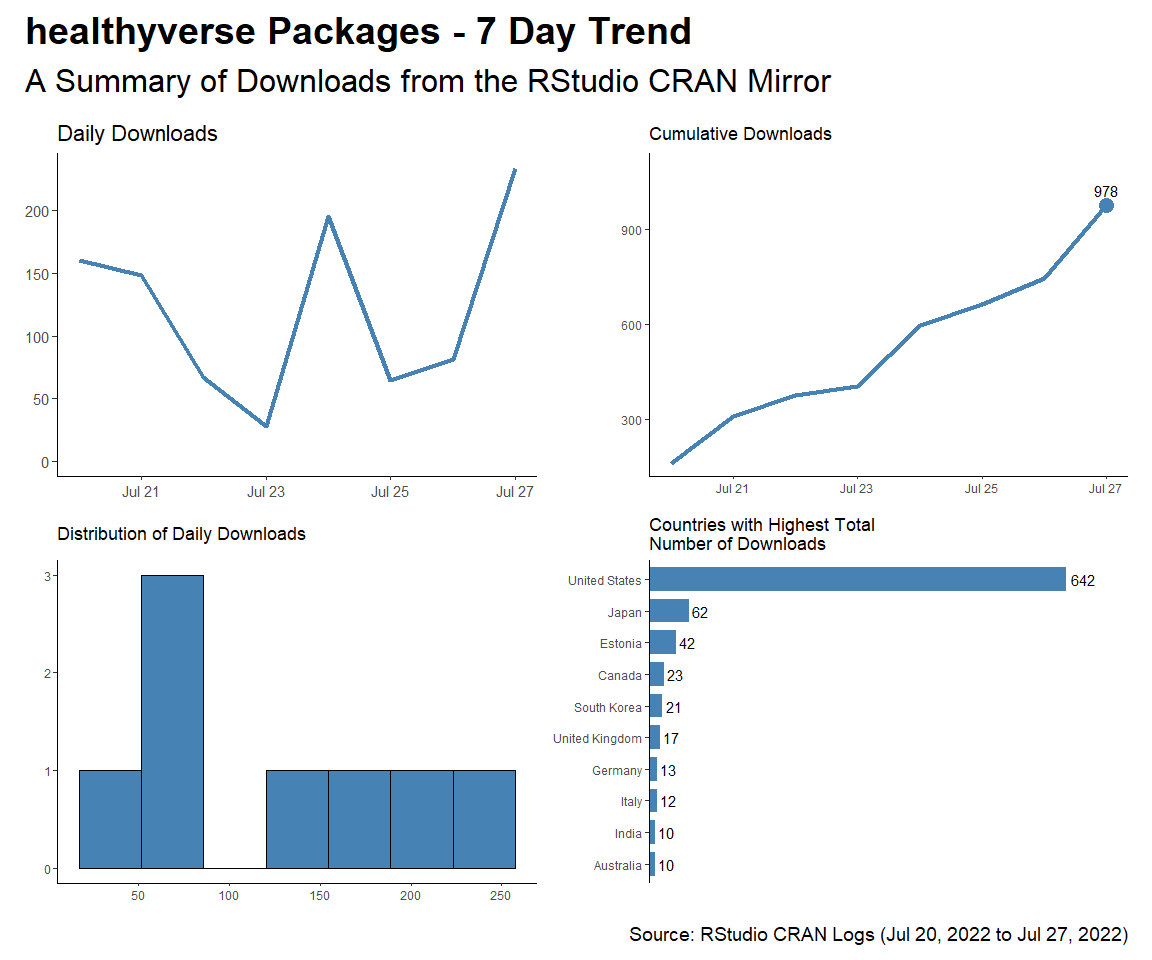 healthyverse Packages - 7 Day Trend
A Summary of Downloads from the RStudio CRAN Mirror
Daily Downloads
200
150
100
50
0
Jul 21 Jul 23 Jul 25 Jul 27
Cumulative Downloads
978
900
600
300
Jul 21 Jul 23 Jul 25 Jul 27
Distribution of Daily Downloads
3
2
1
0
50 100 150 200 250
Countries with Highest Total
Number of Downloads
United States 642
Japan 62
Estonia 42
Canada 23
South Korea 21
United Kingdom 17
Germany 13
Italy 12
India 10
Australia 10
Source: RStudio CRAN Logs (Jul 20, 2022 to Jul 27, 2022)